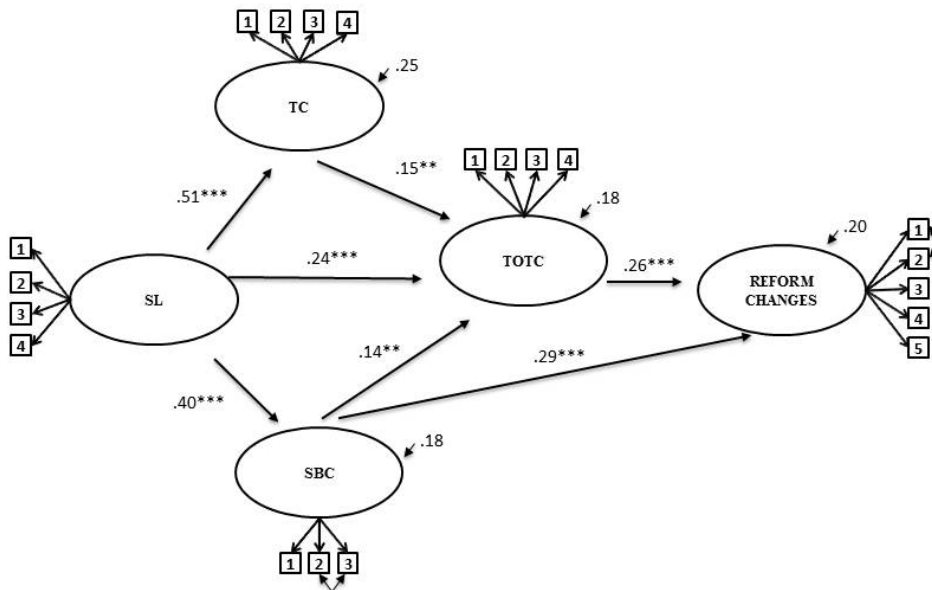 1 2 3 4
.25
TC
1 2 3 4
.15**
.18
.51***
.20
1
2
3
4
SL
.24***
TOTC
.26***
REFORM
CHANGES
1
2
3
4
5
.14**
.29***
.40***
.18
SBC
1 2 3